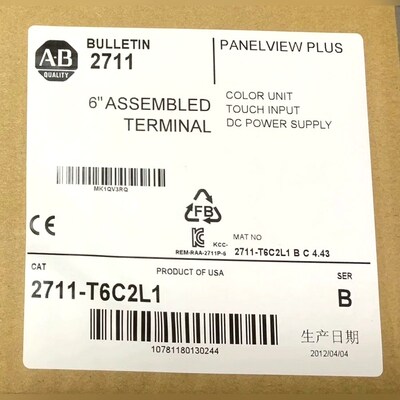 AB
QUALITY
BULLETIN
2711
PANELVIEW PLUS
6" ASSEMBLED
TERMINAL
COLOR UNIT
TOUCH INPUT
DC POWER SUPPLY
MK1QV3RQ
FB
CE
KCC-
REM-RAA-2711P-6
MAT NO
2711-T6C2L1 B C 4.43
CAT
PRODUCT OF USA
SER
2711-T6C2L1
B
10781180130244
生产日期
2012/04/04